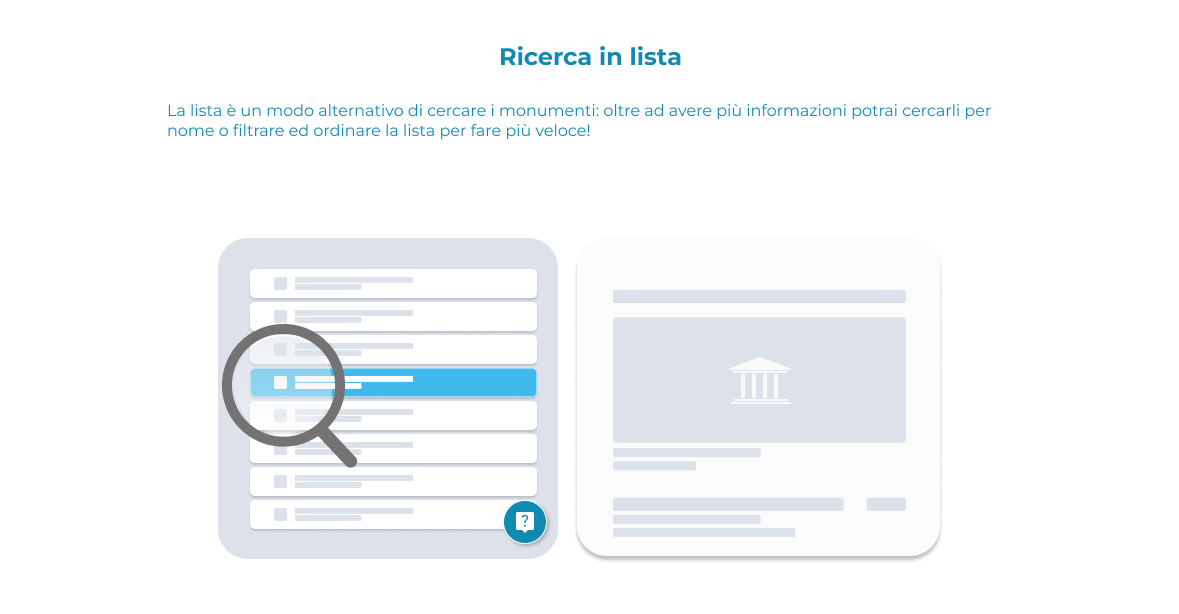 Ricerca in lista
La lista è un modo alternativo di cercare i monumenti: oltre ad avere più informazioni potrai cercarli per
nome o filtrare ed ordinare la lista per fare più veloce!
?